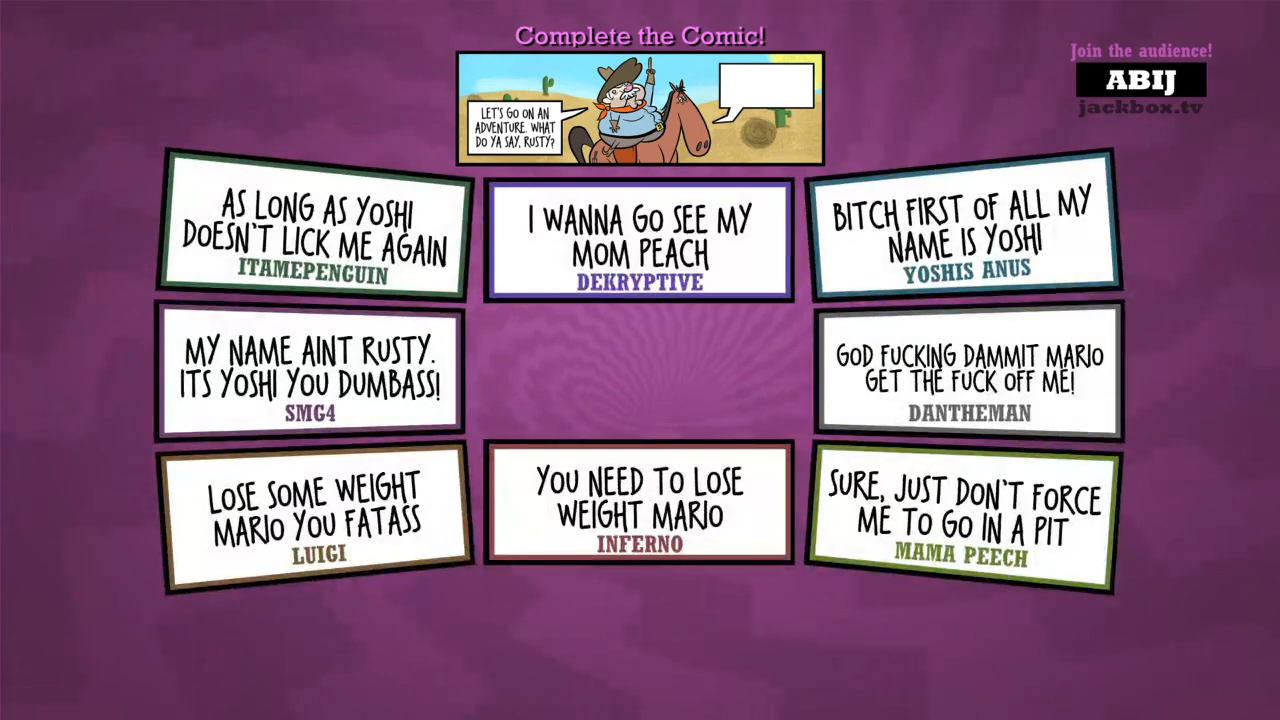 Complete the Comic!
Join the audience!
ABIJ
jackbox.tv
LET'S GO ON AN
ADVENTURE. WHAT
DO YA SAY, RUSTY?
AS LONG AS YOSHI
DOESN'T LICK ME AGAIN
ITAMEPENGUIN
I WANNA GO SEE MY
MOM PEACH
DEKRYPTIVE
BITCH FIRST OF ALL MY
NAME IS YOSHI
YOSHIS ANUS
MY NAME AINT RUSTY.
ITS YOSHI YOU DUMBASS!
SMG4
GOD FUCKING DAMMIT MARIO
GET THE FUCK OFF ME!
DANTHEMAN
LOSE SOME WEIGHT
MARIO YOU FATASS
LUIGI
YOU NEED TO LOSE
WEIGHT MARIO
INFERNO
SURE, JUST DON'T FORCE
ME TO GO IN A PIT
MAMA PEECH